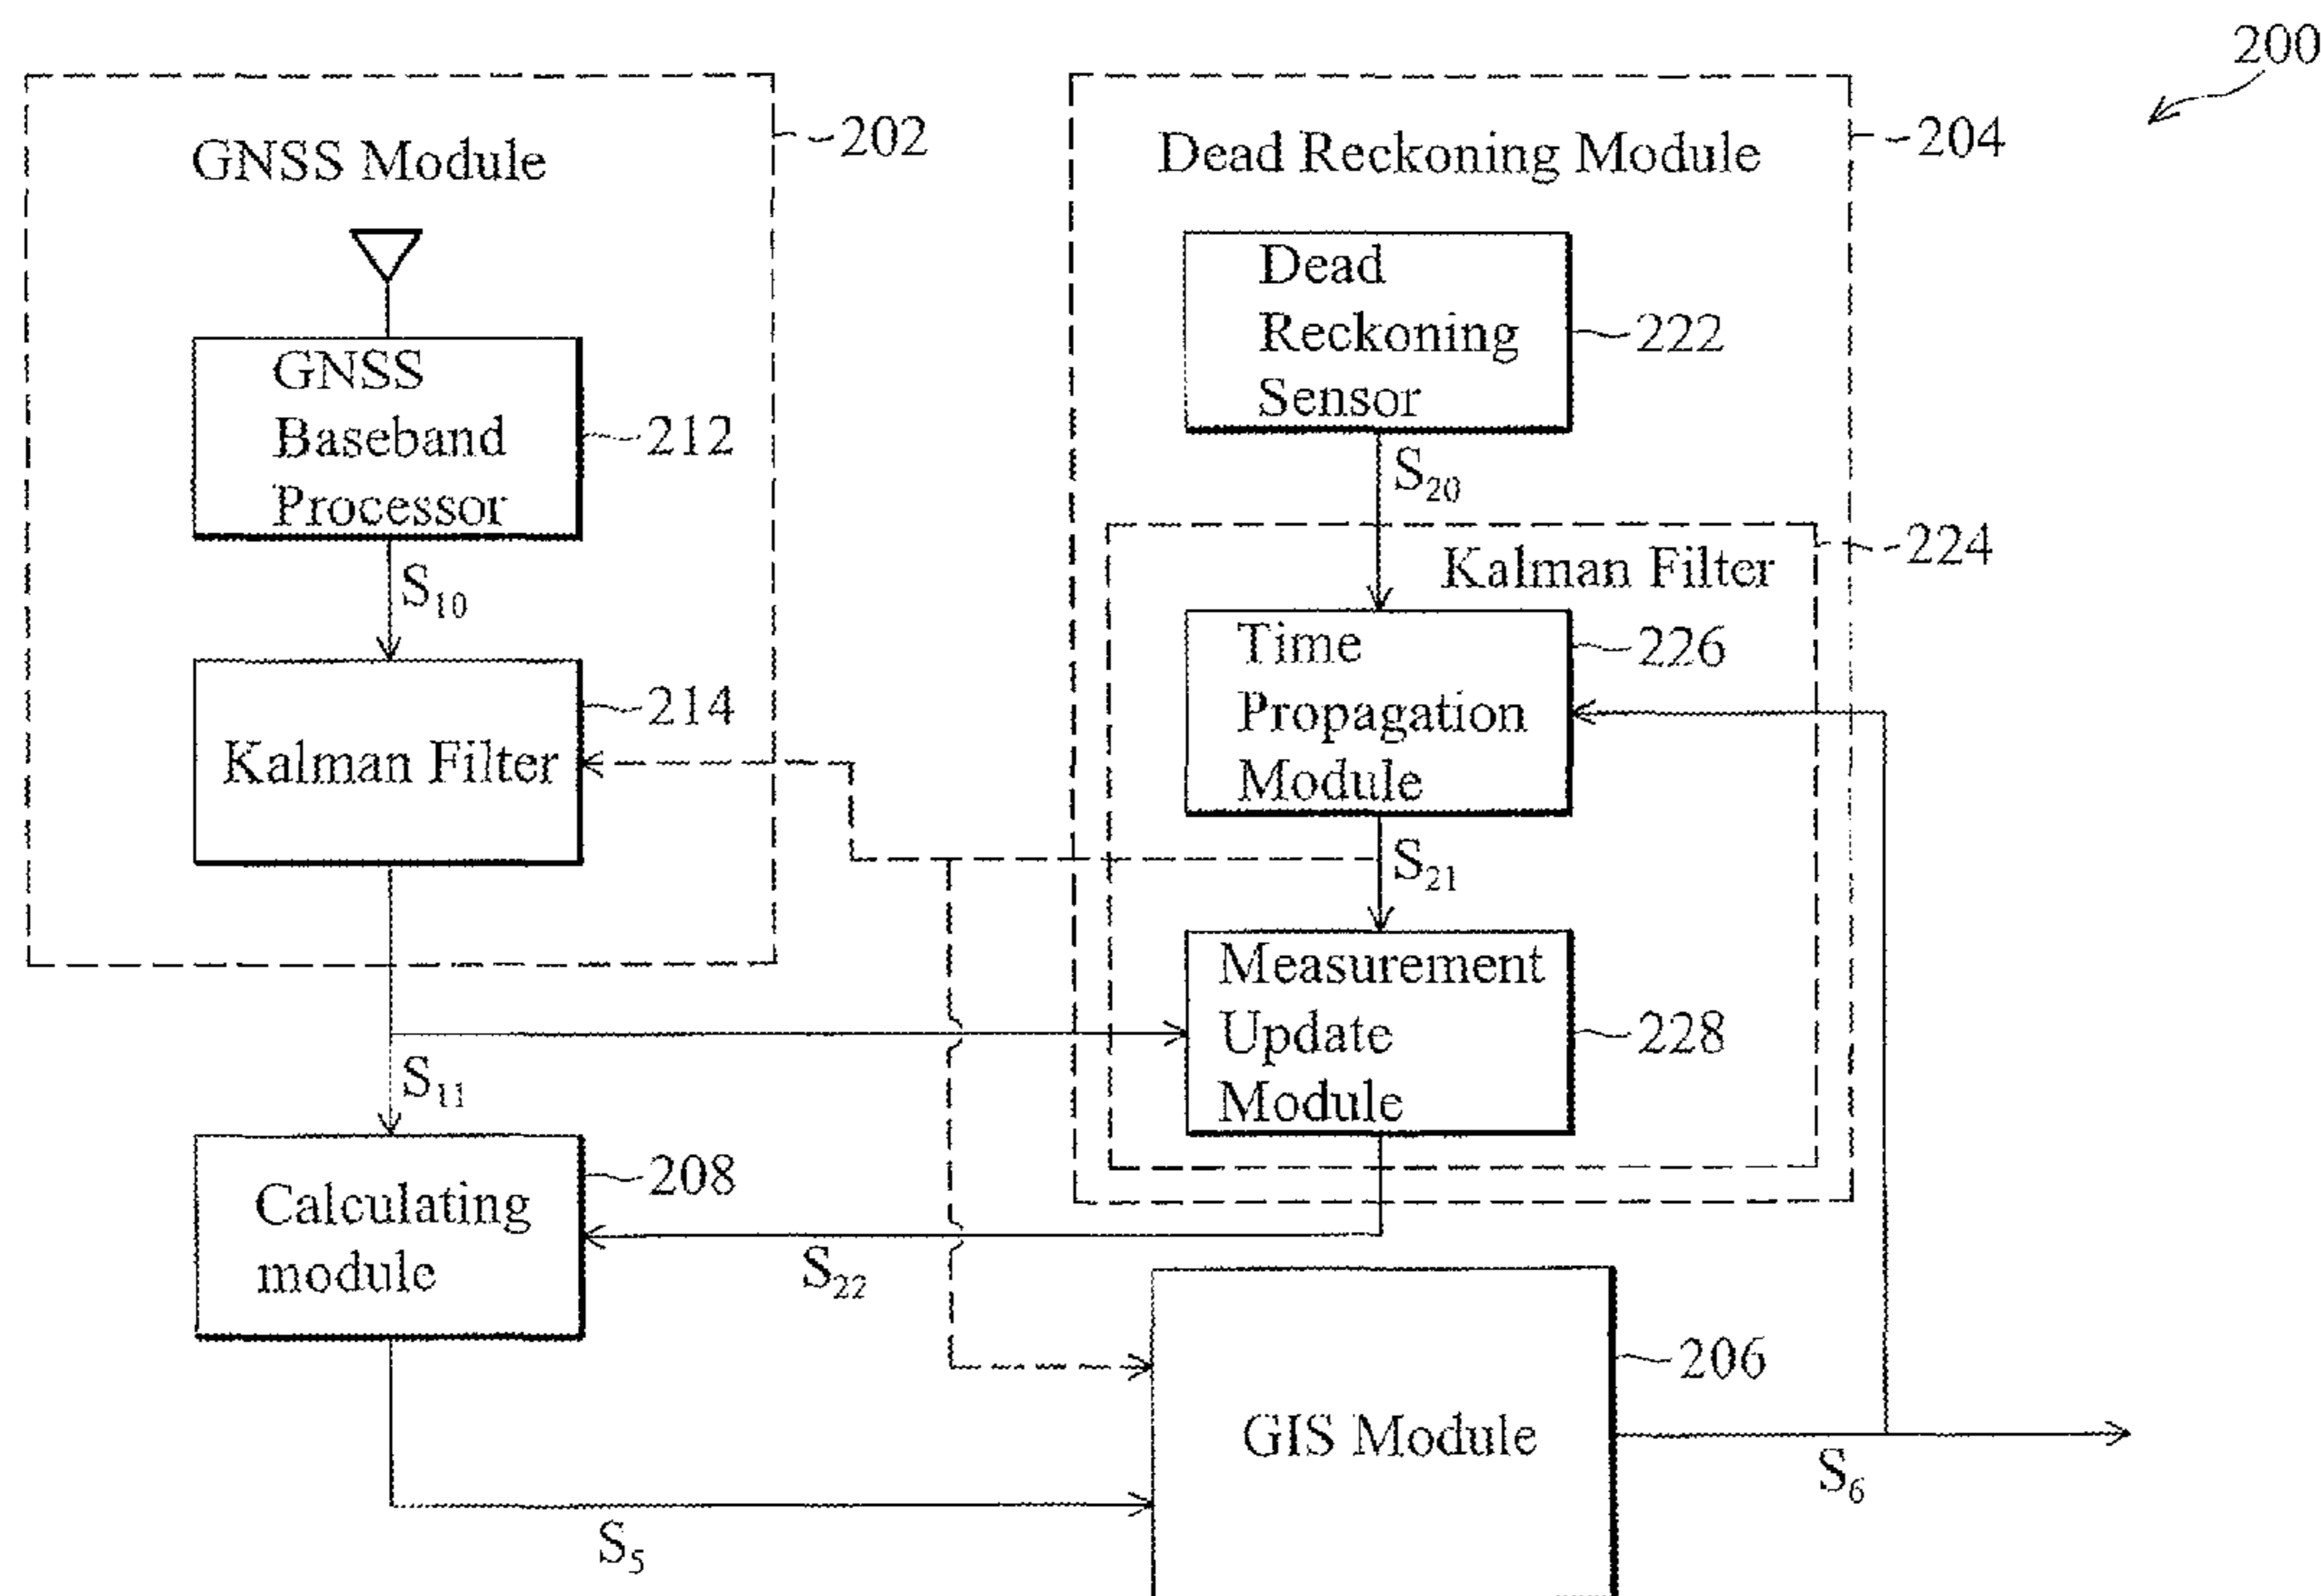 200
GNSS Module
202
Dead Reckoning Module
204
GNSS
Baseband
Processor
212
Dead
Reckoning
Sensor
222
S20
S10
Kalman Filter
224
Kalman Filter
214
Time
Propagation
Module
226
S21
Measurement
Update
Module
228
S11
Calculating
module
208
S22
GIS Module
206
S6
S5